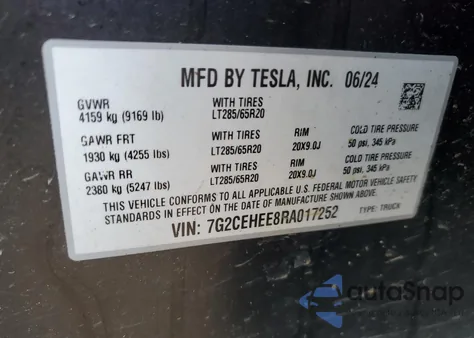 MFD BY TESLA, INC. 06/24
GVWR
4159 kg (9169 lb)
WITH TIRES
LT285/65R20
GAWR FRT
1930 kg (4255 lbs)
WITH TIRES
LT285/65R20
RIM
20X9.0J
COLD TIRE PRESSURE
50 psi, 345 kPa
GAWR RR
2380 kg (5247 lbs)
WITH TIRES
LT285/65R20
RIM
20X9.0J
COLD TIRE PRESSURE
50 psi, 345 kPa
THIS VEHICLE CONFORMS TO ALL APPLICABLE U.S. FEDERAL MOTOR VEHICLE SAFETY
STANDARDS IN EFFECT ON THE DATE OF MANUFACTURE SHOWN ABOVE.
VIN: 7G2CEHEE8RA017252
TYPE: TRUCK
autoSnap